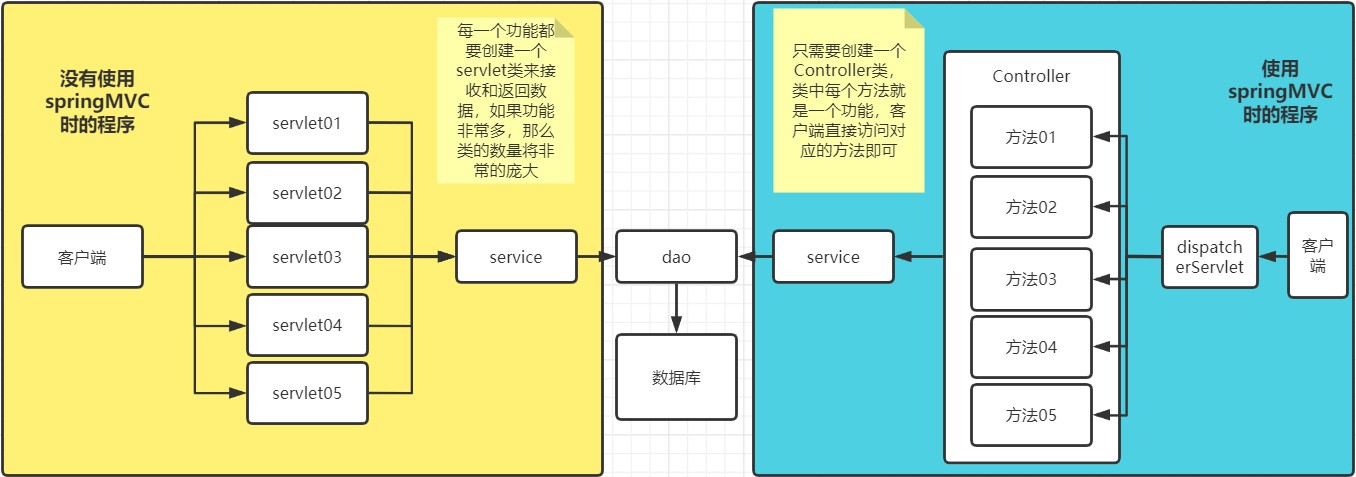 没有使用
springMVC
时的程序
每一个功能都
要创建一个
servlet类来接
收和返回数
据，如果功能
非常多，那么
类的数量将非
常的庞大
客户端
servlet01
servlet02
servlet03
servlet04
servlet05
service
dao
数据库
只需要创建一个
Controller类，
类中每个方法就
是一个功能，客
户端直接访问对
应的方法即可
service
Controller
方法01
方法02
方法03
方法04
方法05
使用
springMVC
时的程序
dispatch
erServlet
客户
端